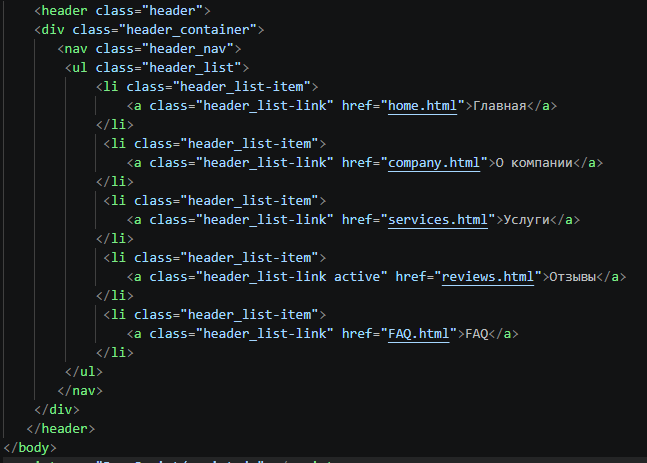 <header class="header">
<div class="header_container">
<nav class="header_nav">
<ul class="header_list">
<li class="header_list-item">
<a class="header_list-link" href="home.html">Главная</a>
</li>
<li class="header_list-item">
<a class="header_list-link" href="company.html">О компании</a>
</li>
<li class="header_list-item">
<a class="header_list-link" href="services.html">Услуги</a>
</li>
<li class="header_list-item">
<a class="header_list-link active" href="reviews.html">Отзывы</a>
</li>
<li class="header_list-item">
<a class="header_list-link" href="FAQ.html">FAQ</a>
</li>
</ul>
</nav>
</div>
</header>
</body>